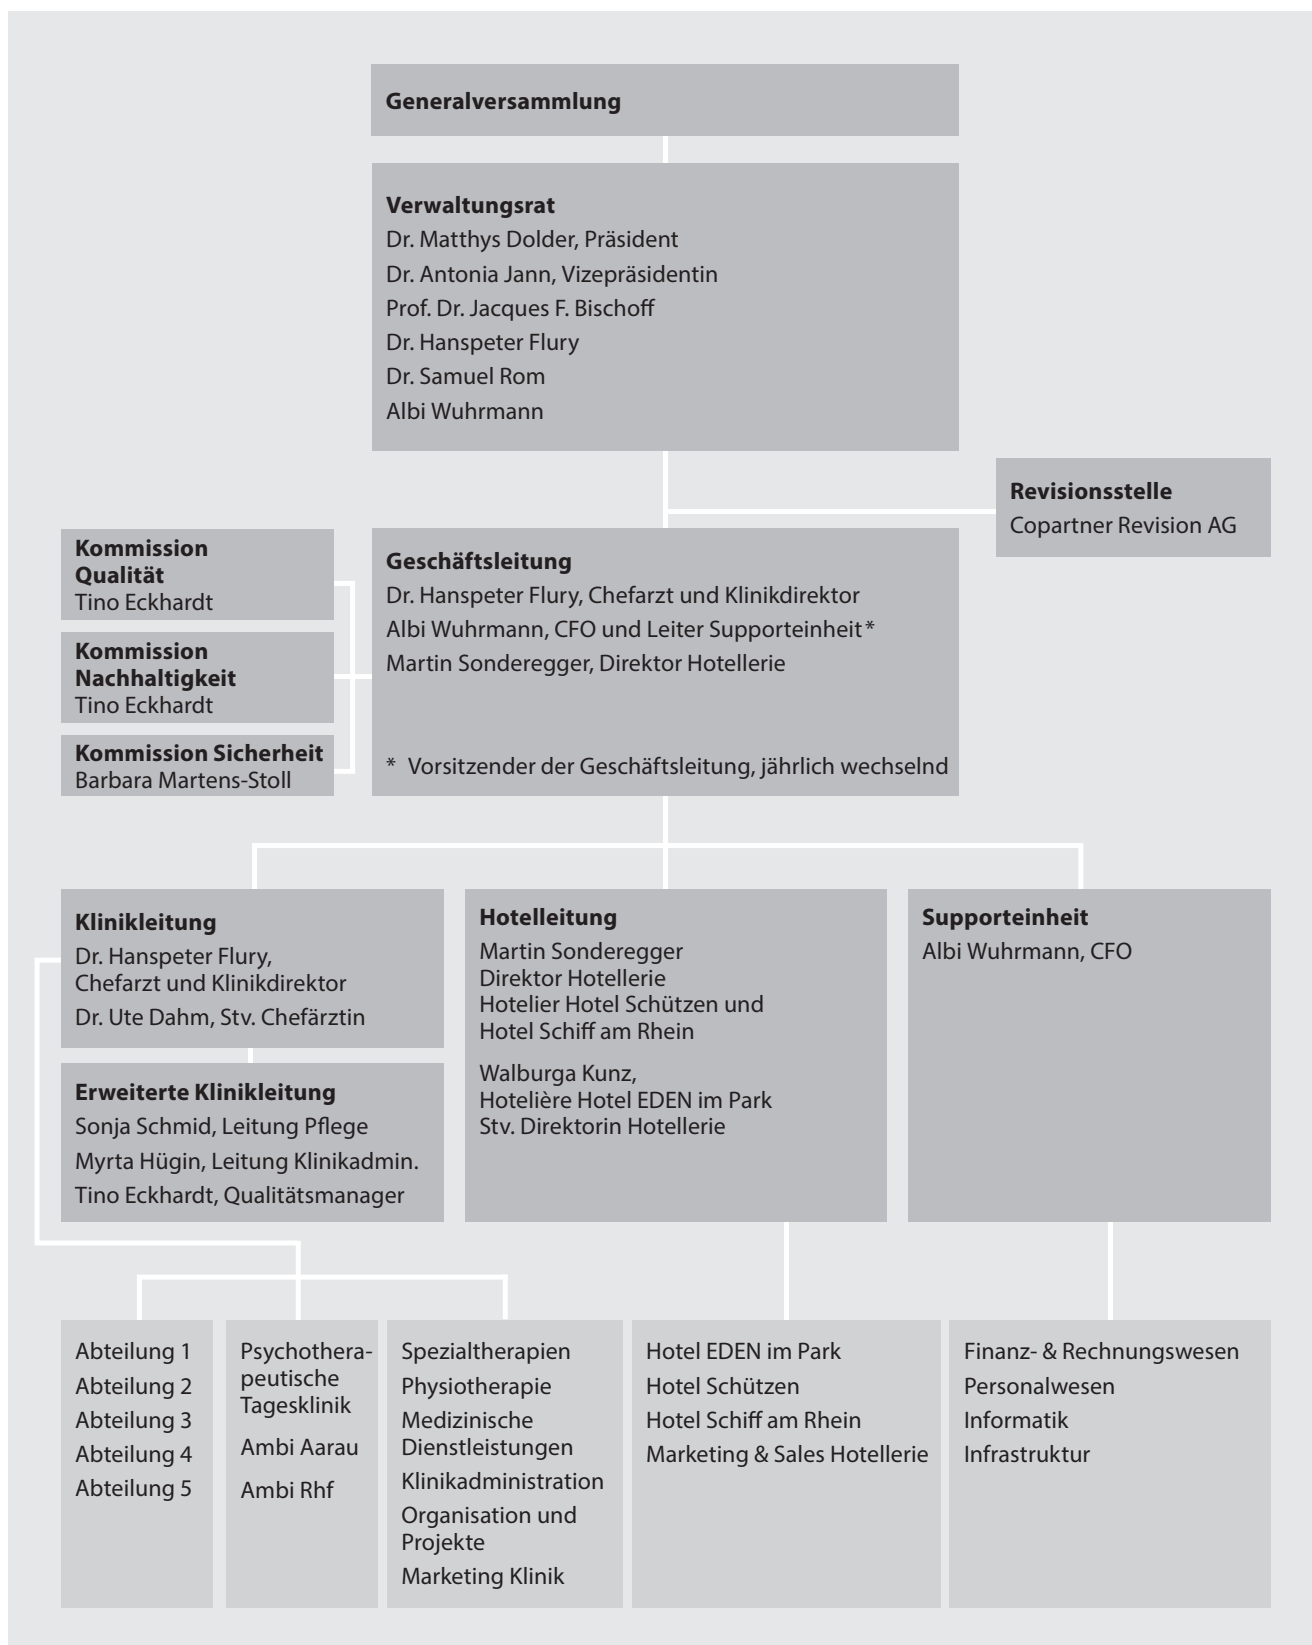 Generalversammlung
Verwaltungsrat
Dr. Matthys Dolder, Präsident
Dr. Antonia Jann, Vizepräsidentin
Prof. Dr. Jacques F. Bischoff
Dr. Hanspeter Flury
Dr. Samuel Rom
Albi Wuhrmann
Revisionsstelle
Copartner Revision AG
Kommission
Qualität
Tino Eckhardt
Kommission
Nachhaltigkeit
Tino Eckhardt
Kommission Sicherheit
Barbara Martens-Stoll
Geschäftsleitung
Dr. Hanspeter Flury, Chefarzt und Klinikdirektor
Albi Wuhrmann, CFO und Leiter Supporteinheit*
Martin Sonderegger, Direktor Hotellerie
* Vorsitzender der Geschäftsleitung, jährlich wechselnd
Klinikleitung
Dr. Hanspeter Flury,
Chefarzt und Klinikdirektor
Dr. Ute Dahm, Stv. Chefärztin
Erweiterte Klinikleitung
Sonja Schmid, Leitung Pflege
Myrta Hügin, Leitung Klinikadmin.
Tino Eckhardt, Qualitätsmanager
Hotelleitung
Martin Sonderegger
Direktor Hotellerie
Hotelier Hotel Schützen und
Hotel Schiff am Rhein
Walburga Kunz,
Hotelière Hotel EDEN im Park
Stv. Direktorin Hotellerie
Supporteinheit
Albi Wuhrmann, CFO
Abteilung 1
Abteilung 2
Abteilung 3
Abteilung 4
Abteilung 5
Psychothera-
peutische
Tagesklinik
Ambi Aarau
Ambi Rhf
Spezialtherapien
Physiotherapie
Medizinische
Dienstleistungen
Klinikadministration
Organisation und
Projekte
Marketing Klinik
Hotel EDEN im Park
Hotel Schützen
Hotel Schiff am Rhein
Marketing & Sales Hotellerie
Finanz- & Rechnungswesen
Personalwesen
Informatik
Infrastruktur